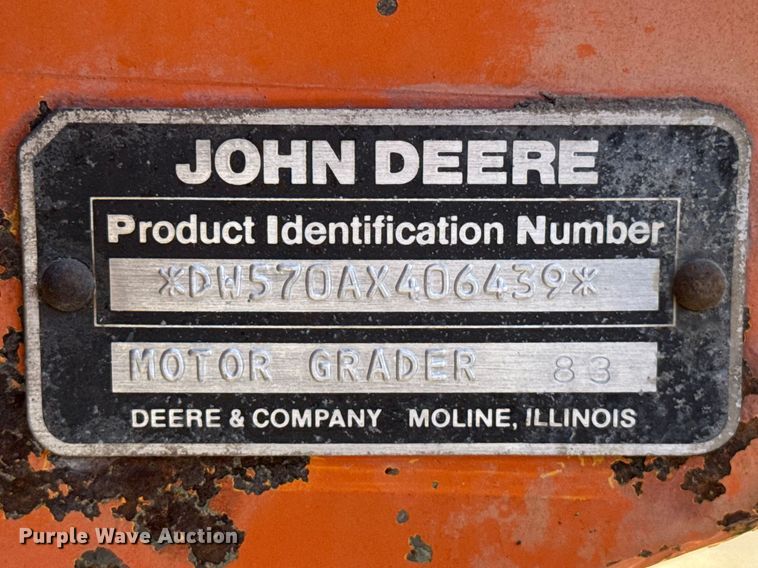 JOHN DEERE
Product Identification Number
*DW570AX406439*
MOTOR GRADER 83
DEERE & COMPANY MOLINE, ILLINOIS
Purple Wave Auction